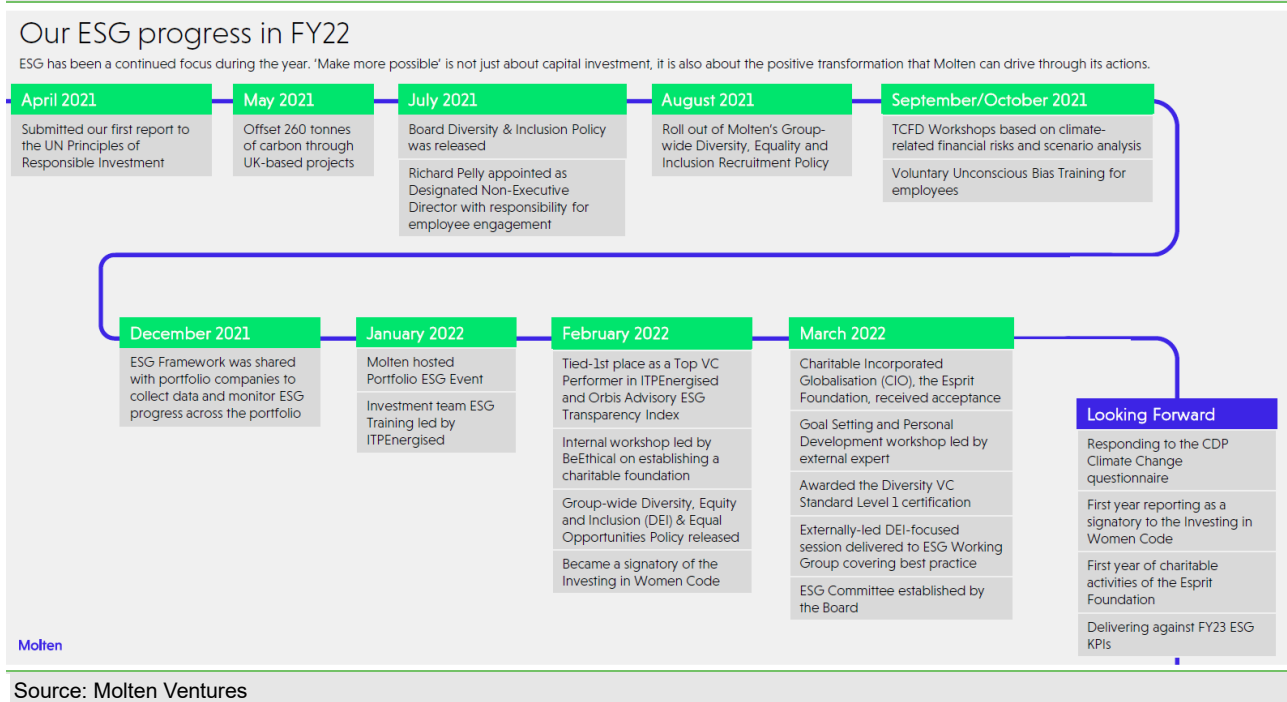 Our ESG progress in FY22
ESG has been a continued focus during the year. ‘Make more possible’ is not just about capital investment, it is also about the positive transformation that Molten can drive through its actions.
April 2021
Submitted our first report to
the UN Principles of
Responsible Investment
May 2021
Offset 260 tonnes
of carbon through
UK-based projects
July 2021
Board Diversity & Inclusion Policy
was released
Richard Pelly appointed as
Designated Non-Executive
Director with responsibility for
employee engagement
August 2021
Roll out of Molten's Group-
wide Diversity, Equality and
Inclusion Recruitment Policy
September/October 2021
TCFD Workshops based on climate-
related financial risks and scenario analysis
Voluntary Unconscious Bias Training for
employees
December 2021
ESG Framework was shared
with portfolio companies to
collect data and monitor ESG
progress across the portfolio
January 2022
Molten hosted
Portfolio ESG Event
Investment team ESG
Training led by
ITPEnergised
February 2022
Tied-1st place as a Top VC
Performer in ITPEnergised
and Orbis Advisory ESG
Transparency Index
Internal workshop led by
BeEthical on establishing a
charitable foundation
Group-wide Diversity, Equity
and Inclusion (DEI) & Equal
Opportunities Policy released
Became a signatory of the
Investing in Women Code
March 2022
Charitable Incorporated
Globalisation (CIO), the Esprit
Foundation, received acceptance
Goal Setting and Personal
Development workshop led by
external expert
Awarded the Diversity VC
Standard Level 1 certification
Externally-led DEI-focused
session delivered to ESG Working
Group covering best practice
ESG Committee established by
the Board
Looking Forward
Responding to the CDP
Climate Change
questionnaire
First year reporting as a
signatory to the Investing in
Women Code
First year of charitable
activities of the Esprit
Foundation
Delivering against FY23 ESG
KPIs
Molten
Source: Molten Ventures